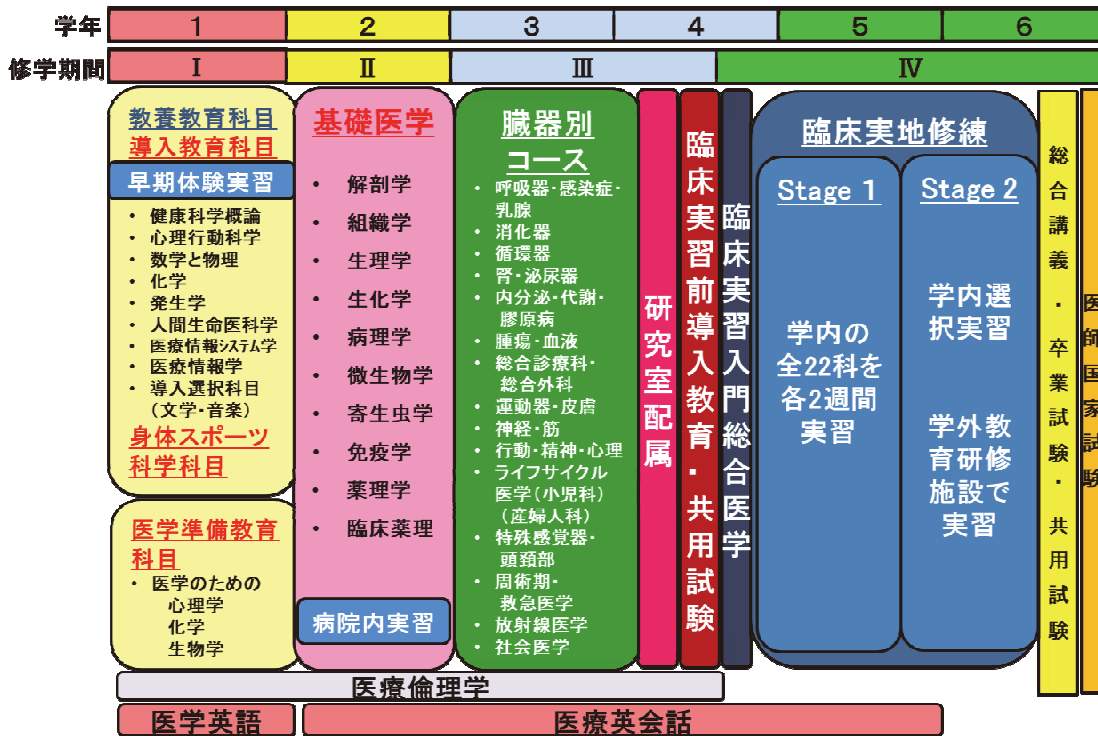 学年 1 2 3 4 5 6
修学期間 Ⅰ Ⅱ Ⅲ Ⅳ
教養教育科目
導入教育科目
早期体験実習
・ 健康科学概論
・ 心理行動科学
・ 数学と物理
・ 化学
・ 発生学
・ 人間生命医科学
・ 医療情報システム学
・ 医療情報学
・ 導入選択科目
(文学・音楽)
身体スポーツ
科学科目
医学準備教育
科目
・ 医学のための
心理学
化学
生物学
基礎医学
・ 解剖学
・ 組織学
・ 生理学
・ 生化学
・ 病理学
・ 微生物学
・ 寄生虫学
・ 免疫学
・ 薬理学
・ 臨床薬理
病院内実習
臓器別
コース
・ 呼吸器・感染症・
乳腺
・ 消化器
・ 循環器
・ 腎・泌尿器
・ 内分泌・代謝・
膠原病
・ 腫瘍・血液
・ 総合診療科・
総合外科
・ 運動器・皮膚
・ 神経・筋
・ 行動・精神・心理
・ ライフサイクル
医学(小児科)
(産婦人科)
・ 特殊感覚器・
頭頸部
・ 周術期・
救急医学
・ 放射線医学
・ 社会医学
研究室配属
臨床実習前導入教育・共用試験
臨床実習入門総合医学
臨床実地修練
Stage 1
学内の
全22科を
各2週間
実習
Stage 2
学内選
択実習
学外教
育研修
施設で
実習
総合講義・卒業試験・共用試験
医師国家試験
医療倫理学
医学英語
医療英会話